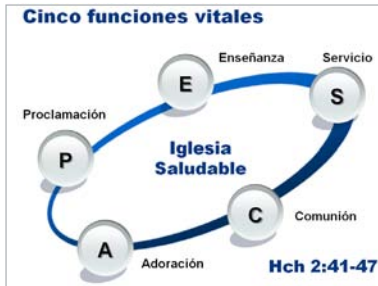 Cinco funciones vitales
Enseñanza
Servicio
E
S
Proclamación
P
Iglesia
Saludable
C
Comunión
A
Adoración
Hch 2:41-47